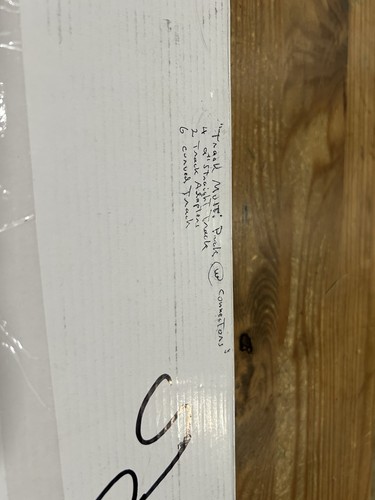 "Track Multi Pack w/ Connectors"
4 9" Straight Track
2 Track Adapters
6 Curved Track